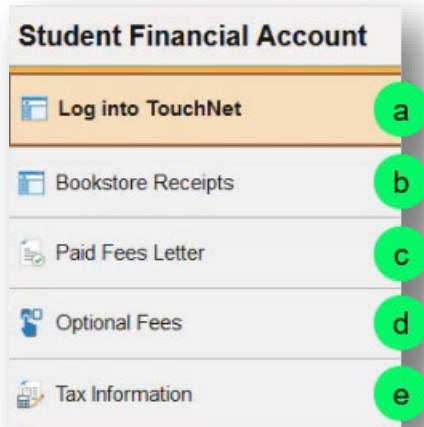 Student Financial Account
Log into TouchNet a
Bookstore Receipts b
Paid Fees Letter c
Optional Fees d
Tax Information e